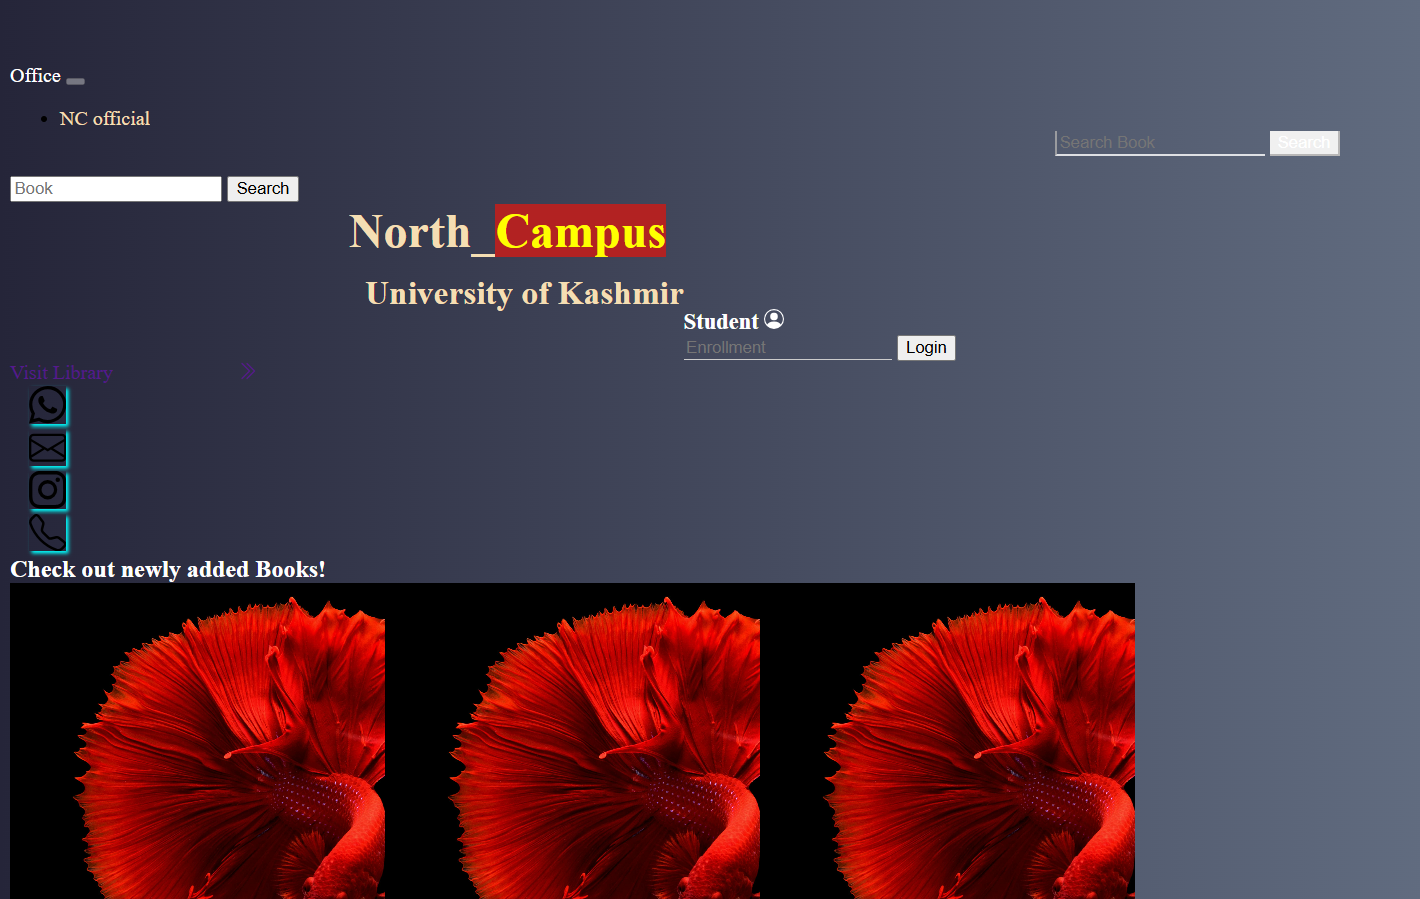 Office
NC official
Search Book Search
Book Search
North_Campus
University of Kashmir
Student
Enrollment Login
Visit Library
Check out newly added Books!